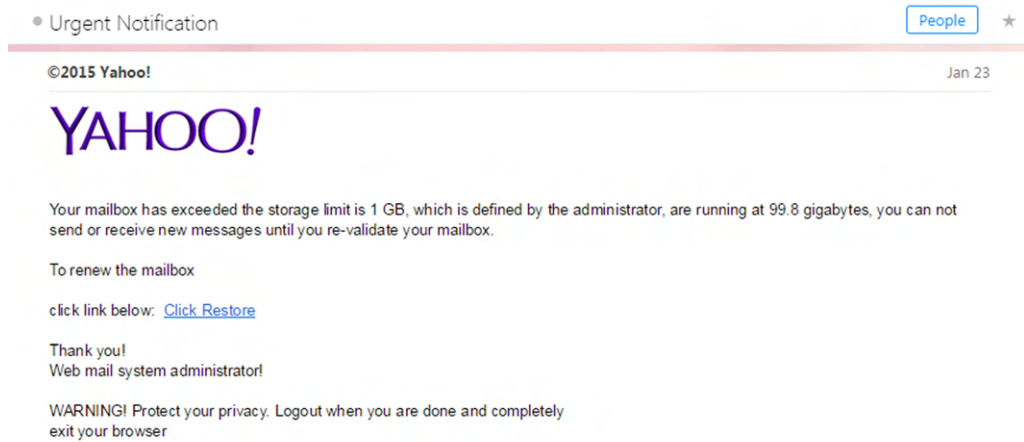 Urgent Notification
People
©2015 Yahoo!
Jan 23
YAHOO!
Your mailbox has exceeded the storage limit is 1 GB, which is defined by the administrator, are running at 99.8 gigabytes, you can not
send or receive new messages until you re-validate your mailbox.
To renew the mailbox
click link below: Click Restore
Thank you!
Web mail system administrator!
WARNING! Protect your privacy. Logout when you are done and completely
exit your browser